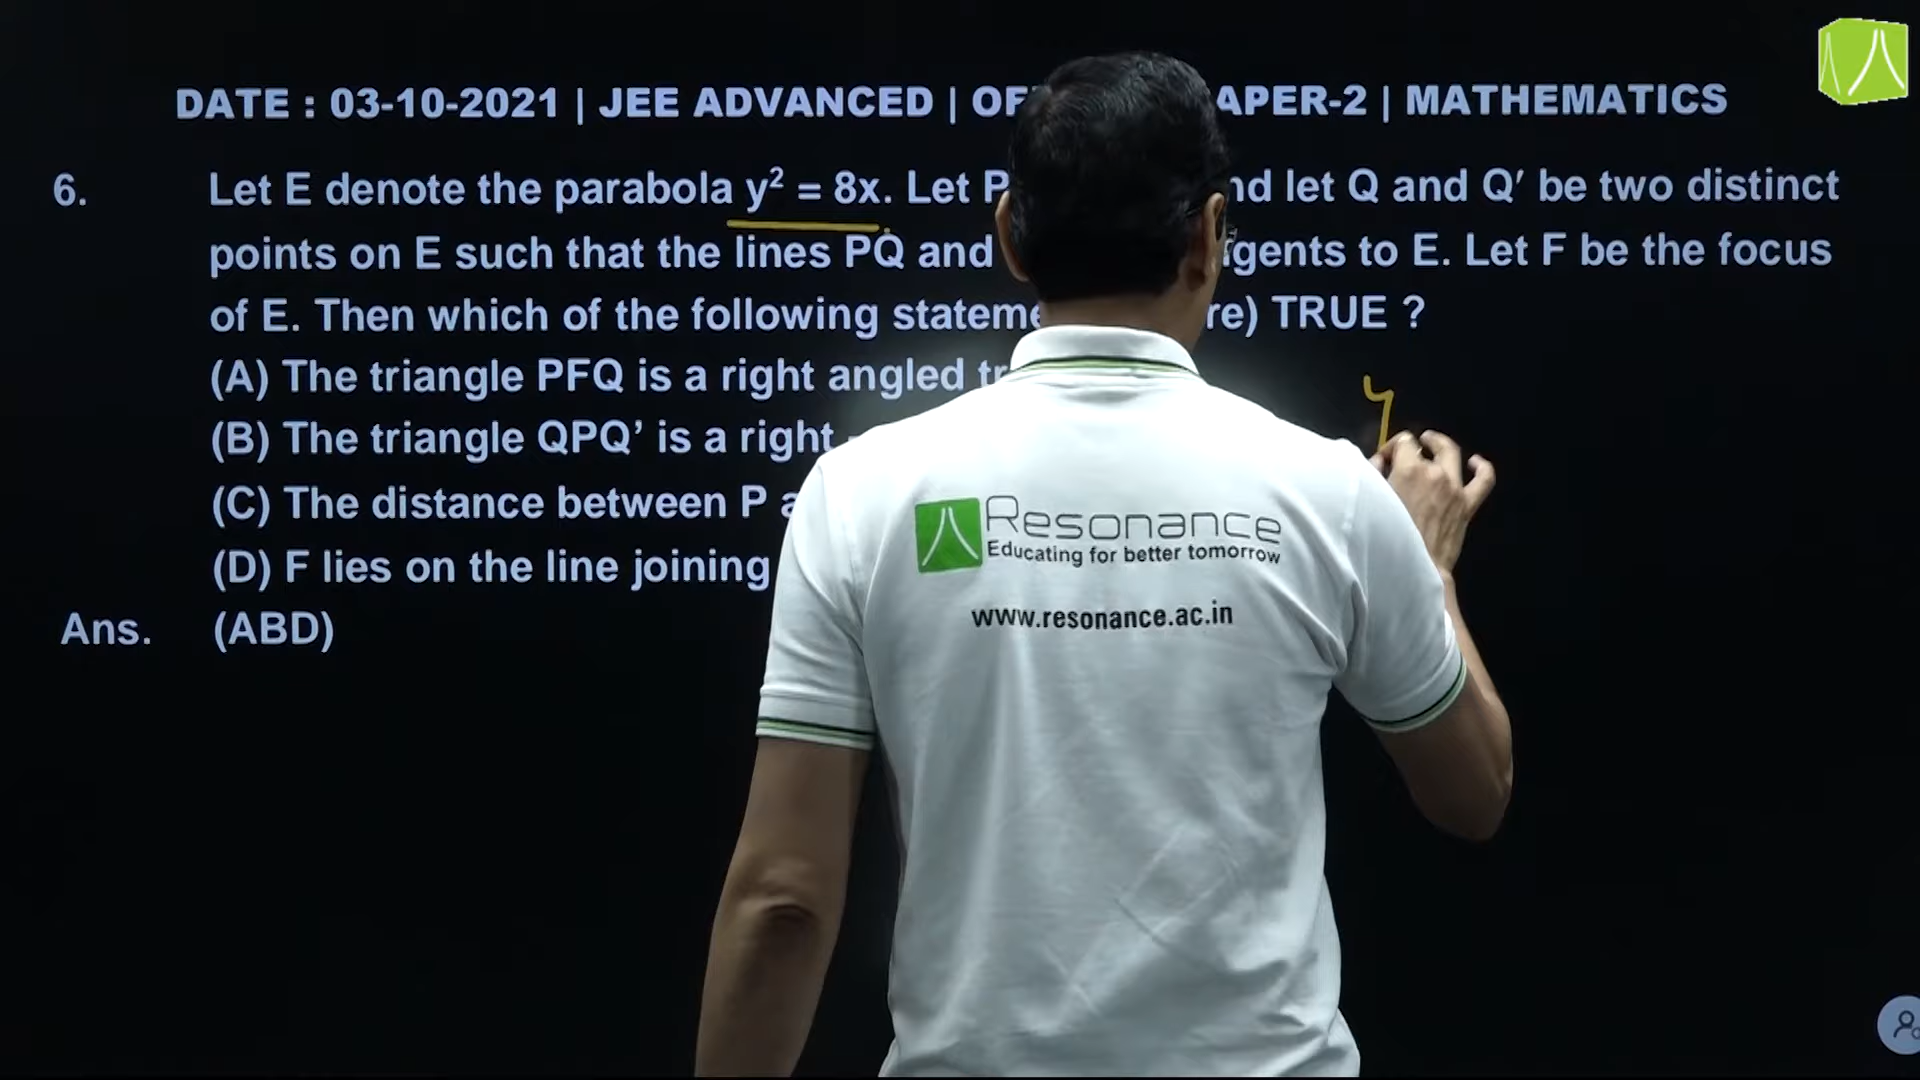 DATE : 03-10-2021 | JEE ADVANCED | APER-2 | MATHEMATICS
6. Let E denote the parabola y² = 8x. Let P let Q and Q′ be two distinct
points on E such that the lines PQ and gents to E. Let F be the focus
of E. Then which of the following re) TRUE ?
(A) The triangle PFQ is a right angled
(B) The triangle QPQ’ is a right
(C) The distance between P
(D) F lies on the line joining
Ans. (ABD)
y
Resonance
Educating for better tomorrow
www.resonance.ac.in